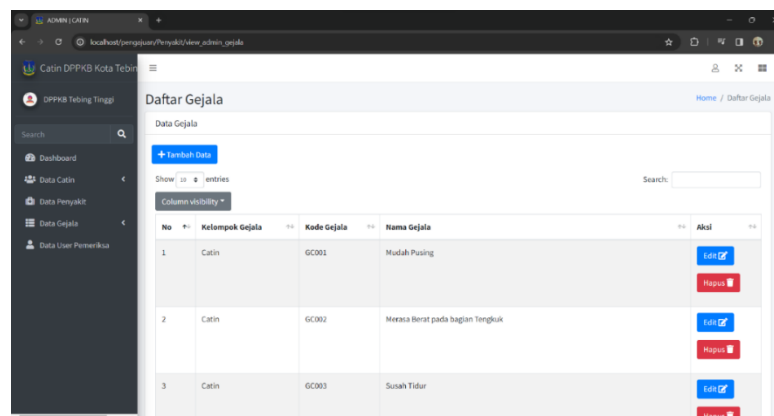 ADMIN | CATIN
localhost/pengajuan/Penyakit/view_admin_gejala
Catin DPPKB Kota Tebin
DPPKB Tebing Tinggi
Daftar Gejala
Home / Daftar Gejala
Data Gejala
Search
Tambah Data
Dashboard
Show 10 entries
Search:
Data Catin
Column visibility
Data Penyakit
Data Gejala
No Kelompok Gejala Kode Gejala Nama Gejala Aksi
Data User Pemeriksa
1 Catin GC001 Mudah Pusing Edit
Hapus
2 Catin GC002 Merasa Berat pada bagian Tengkuk Edit
Hapus
3 Catin GC003 Susah Tidur Edit
Hapus